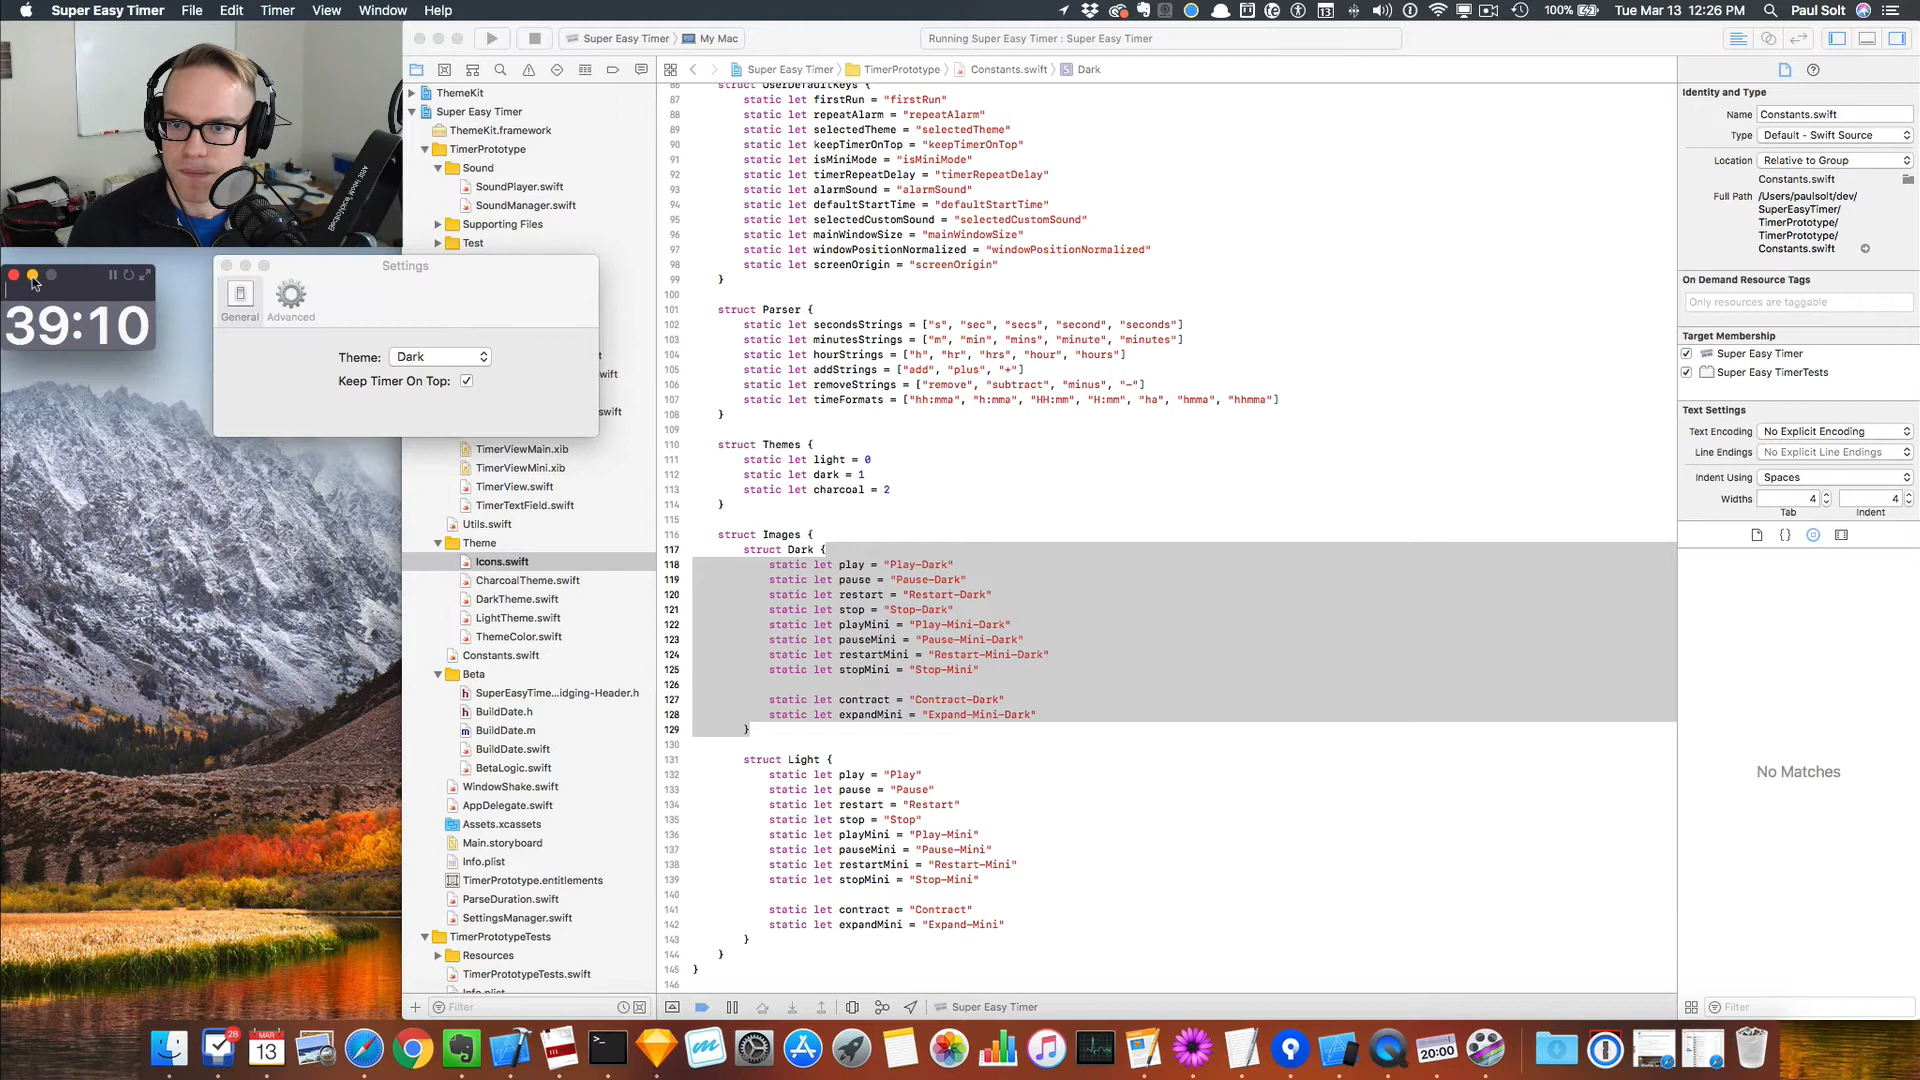 Super Easy Timer File Edit Timer View Window Help
100% Tue Mar 13 12:26 PM Paul Solt
Super Easy Timer My Mac
Running Super Easy Timer : Super Easy Timer
Super Easy Timer TimerPrototype Constants.swift Dark
39:10
Settings
General Advanced
Theme: Dark
Keep Timer On Top:
ThemeKit
Super Easy Timer
ThemeKit.framework
TimerPrototype
Sound
SoundPlayer.swift
SoundManager.swift
Supporting Files
Test
TimerViewMain.xib
TimerViewMini.xib
TimerView.swift
TimerTextField.swift
Utils.swift
Theme
Icons.swift
CharcoalTheme.swift
DarkTheme.swift
LightTheme.swift
ThemeColor.swift
Constants.swift
Beta
SuperEasyTime...idging-Header.h
BuildDate.h
BuildDate.m
BuildDate.swift
BetaLogic.swift
WindowShake.swift
AppDelegate.swift
Assets.xcassets
Main.storyboard
Info.plist
TimerPrototype.entitlements
ParseDuration.swift
SettingsManager.swift
TimerPrototypeTests
Resources
TimerPrototypeTests.swift
Filter
struct UserDefaultKeys {
87 static let firstRun = "firstRun"
88 static let repeatAlarm = "repeatAlarm"
89 static let selectedTheme = "selectedTheme"
90 static let keepTimerOnTop = "keepTimerOnTop"
91 static let isMiniMode = "isMiniMode"
92 static let timerRepeatDelay = "timerRepeatDelay"
93 static let alarmSound = "alarmSound"
94 static let defaultStartTime = "defaultStartTime"
95 static let selectedCustomSound = "selectedCustomSound"
96 static let mainWindowSize = "mainWindowSize"
97 static let windowPositionNormalized = "windowPositionNormalized"
98 static let screenOrigin = "screenOrigin"
99 }
100
101 struct Parser {
102 static let secondsStrings = ["s", "sec", "secs", "second", "seconds"]
103 static let minutesStrings = ["m", "min", "mins", "minute", "minutes"]
104 static let hourStrings = ["h", "hr", "hrs", "hour", "hours"]
105 static let addStrings = ["add", "plus", "+"]
106 static let removeStrings = ["remove", "subtract", "minus", "-"]
107 static let timeFormats = ["hh:mma", "h:mma", "HH:mm", "H:mm", "ha", "hmma", "hhmma"]
108 }
109
110 struct Themes {
111 static let light = 0
112 static let dark = 1
113 static let charcoal = 2
114 }
115
116 struct Images {
117 struct Dark {
118 static let play = "Play-Dark"
119 static let pause = "Pause-Dark"
120 static let restart = "Restart-Dark"
121 static let stop = "Stop-Dark"
122 static let playMini = "Play-Mini-Dark"
123 static let pauseMini = "Pause-Mini-Dark"
124 static let restartMini = "Restart-Mini-Dark"
125 static let stopMini = "Stop-Mini"
126
127 static let contract = "Contract-Dark"
128 static let expandMini = "Expand-Mini-Dark"
129 }
130
131 struct Light {
132 static let play = "Play"
133 static let pause = "Pause"
134 static let restart = "Restart"
135 static let stop = "Stop"
136 static let playMini = "Play-Mini"
137 static let pauseMini = "Pause-Mini"
138 static let restartMini = "Restart-Mini"
139 static let stopMini = "Stop-Mini"
140
141 static let contract = "Contract"
142 static let expandMini = "Expand-Mini"
143 }
144 }
145 }
146
Super Easy Timer
Identity and Type
Name Constants.swift
Type Default - Swift Source
Location Relative to Group
Constants.swift
Full Path /Users/paulsolt/dev/
SuperEasyTimer/
TimerPrototype/
TimerPrototype/
Constants.swift
On Demand Resource Tags
Only resources are taggable
Target Membership
Super Easy Timer
Super Easy TimerTests
Text Settings
Text Encoding No Explicit Encoding
Line Endings No Explicit Line Endings
Indent Using Spaces
Widths 4 4
Tab Indent
No Matches
Filter
28
MAR
13
20:00